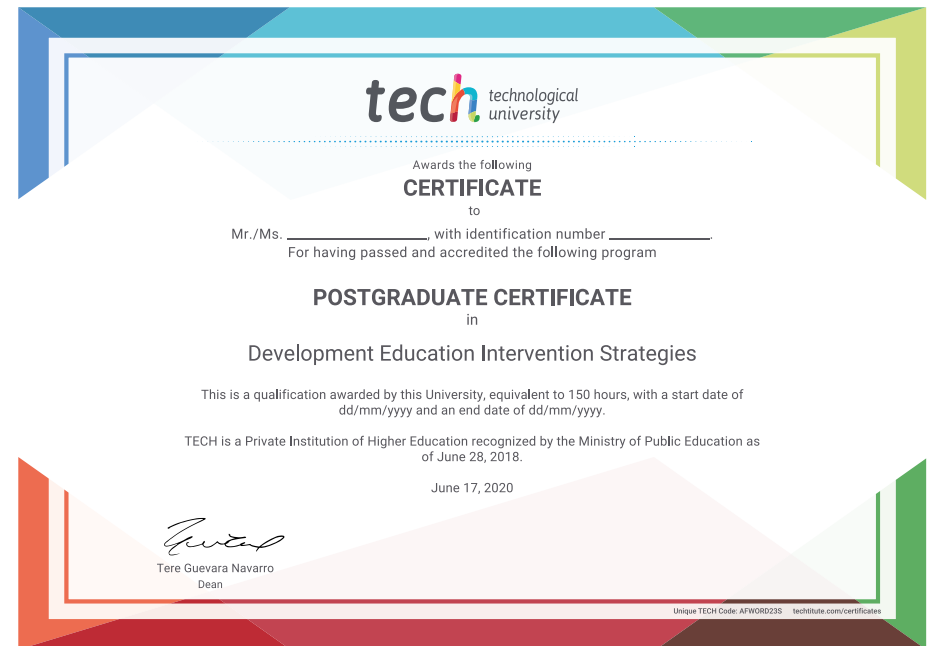 tech technological
university
Awards the following
CERTIFICATE
to
Mr./Ms. ____________________, with identification number ______________.
For having passed and accredited the following program
POSTGRADUATE CERTIFICATE
in
Development Education Intervention Strategies
This is a qualification awarded by this University, equivalent to 150 hours, with a start date of
dd/mm/yyyy and an end date of dd/mm/yyyy.
TECH is a Private Institution of Higher Education recognized by the Ministry of Public Education as
of June 28, 2018.
June 17, 2020
Tere Guevara Navarro
Dean
Unique TECH Code: AFWORD23S techtitute.com/certificates